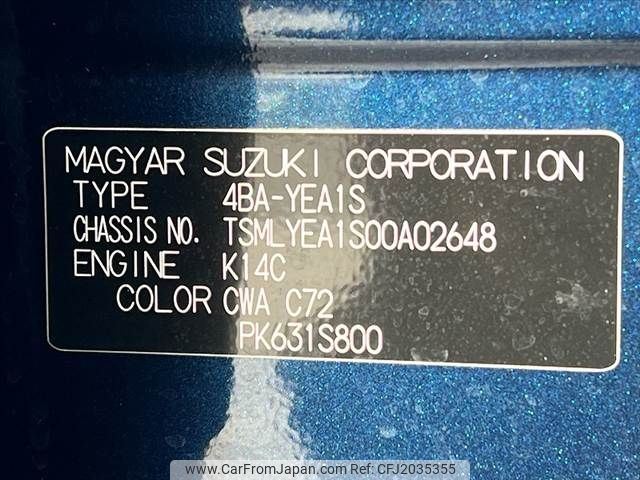 MAGYAR SUZUKI CORPORATION
TYPE 4BA-YEA1S
CHASSIS NO. TSMLYEA1S00A02648
ENGINE K14C
COLOR CWA C72
PK631S800
www.CarFromJapan.com | CFJ2035355